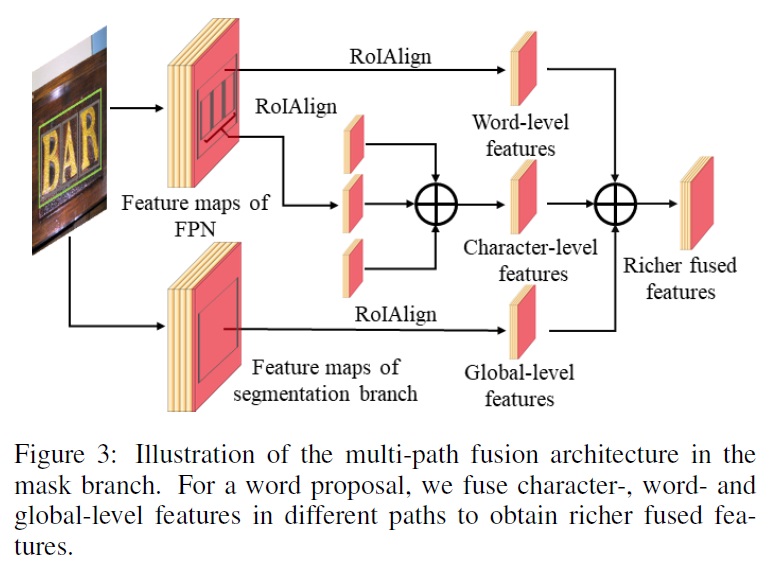 BAR
RoIAlign
RoIAlign
Word-level
features
Feature maps of
FPN
Character-level
features
Richer fused
features
RoIAlign
Feature maps of
segmentation branch
Global-level
features
Figure 3: Illustration of the multi-path fusion architecture in the
mask branch. For a word proposal, we fuse character-, word- and
global-level features in different paths to obtain richer fused fea-
tures.